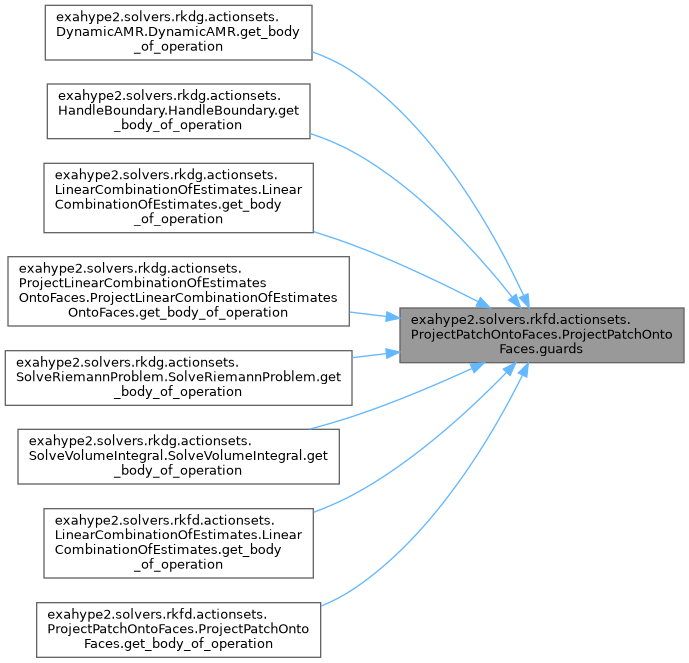 exahype2.solvers.rkdg.actionsets.
DynamicAMR.DynamicAMR.get_body
_of_operation
exahype2.solvers.rkdg.actionsets.
HandleBoundary.HandleBoundary.get
_body_of_operation
exahype2.solvers.rkdg.actionsets.
LinearCombinationOfEstimates.Linear
CombinationOfEstimates.get_body
_of_operation
exahype2.solvers.rkdg.actionsets.
ProjectLinearCombinationOfEstimates
OntoFaces.ProjectLinearCombinationOfEstimates
OntoFaces.get_body_of_operation
exahype2.solvers.rkfd.actionsets.
ProjectPatchOntoFaces.ProjectPatchOnto
Faces.guards
exahype2.solvers.rkdg.actionsets.
SolveRiemannProblem.SolveRiemannProblem.get
_body_of_operation
exahype2.solvers.rkdg.actionsets.
SolveVolumeIntegral.SolveVolumeIntegral.get
_body_of_operation
exahype2.solvers.rkfd.actionsets.
LinearCombinationOfEstimates.Linear
CombinationOfEstimates.get_body
_of_operation
exahype2.solvers.rkfd.actionsets.
ProjectPatchOntoFaces.ProjectPatchOnto
Faces.get_body_of_operation